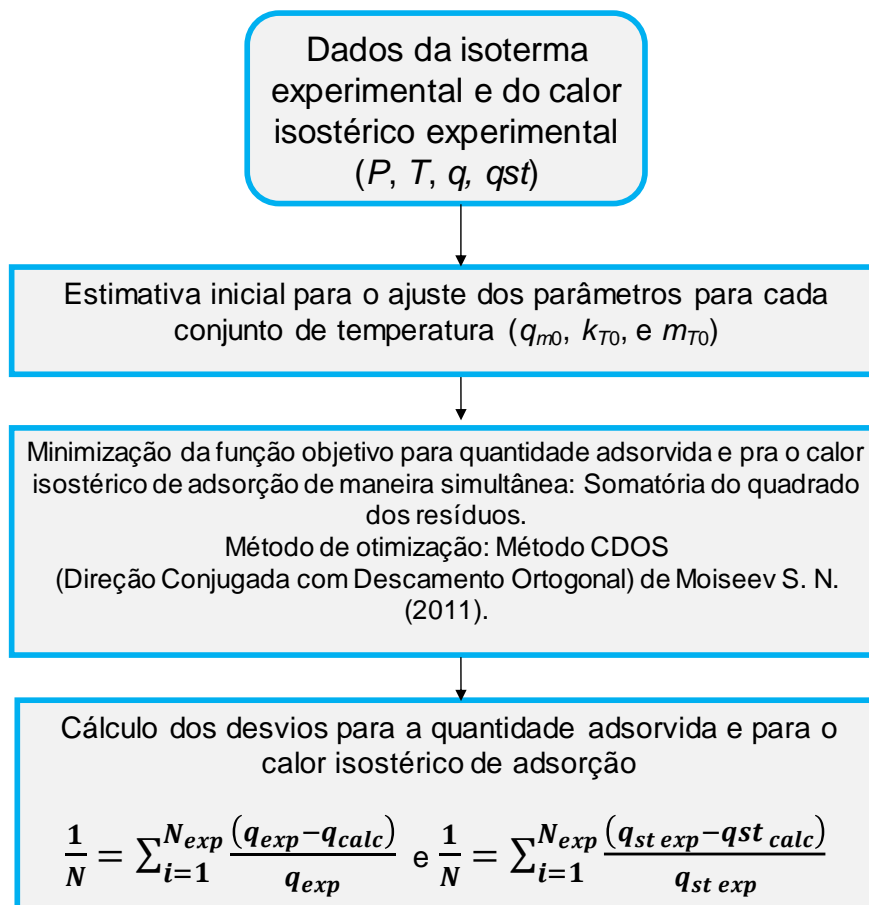 Dados da isoterma
experimental e do calor
isostérico experimental
(P, T, q, qst)
Estimativa inicial para o ajuste dos parâmetros para cada
conjunto de temperatura (qm0, kT0, e mT0)
Minimização da função objetivo para quantidade adsorvida e pra o calor
isostérico de adsorção de maneira simultânea: Somatória do quadrado
dos resíduos.
Método de otimização: Método CDOS
(Direção Conjugada com Descamento Ortogonal) de Moiseev S. N.
(2011).
Cálculo dos desvios para a quantidade adsorvida e para o
calor isostérico de adsorção
1/N = ∑_{i=1}^{N_exp} (q_exp−q_calc)/q_exp e 1/N = ∑_{i=1}^{N_exp} (q_st exp−qst_calc)/q_st exp